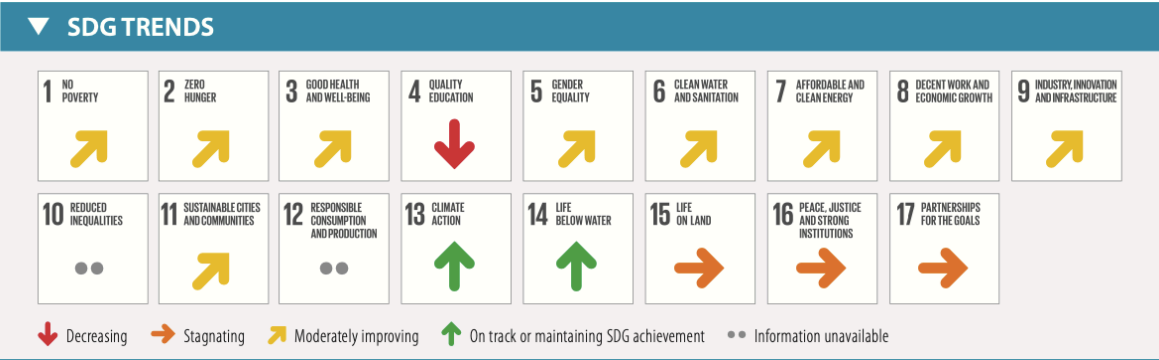 SDG TRENDS
1 NO POVERTY
2 ZERO HUNGER
3 GOOD HEALTH AND WELL-BEING
4 QUALITY EDUCATION
5 GENDER EQUALITY
6 CLEAN WATER AND SANITATION
7 AFFORDABLE AND CLEAN ENERGY
8 DECENT WORK AND ECONOMIC GROWTH
9 INDUSTRY, INNOVATION AND INFRASTRUCTURE
10 REDUCED INEQUALITIES
11 SUSTAINABLE CITIES AND COMMUNITIES
12 RESPONSIBLE CONSUMPTION AND PRODUCTION
13 CLIMATE ACTION
14 LIFE BELOW WATER
15 LIFE ON LAND
16 PEACE, JUSTICE AND STRONG INSTITUTIONS
17 PARTNERSHIPS FOR THE GOALS
Decreasing Stagnating Moderately improving On track or maintaining SDG achievement Information unavailable